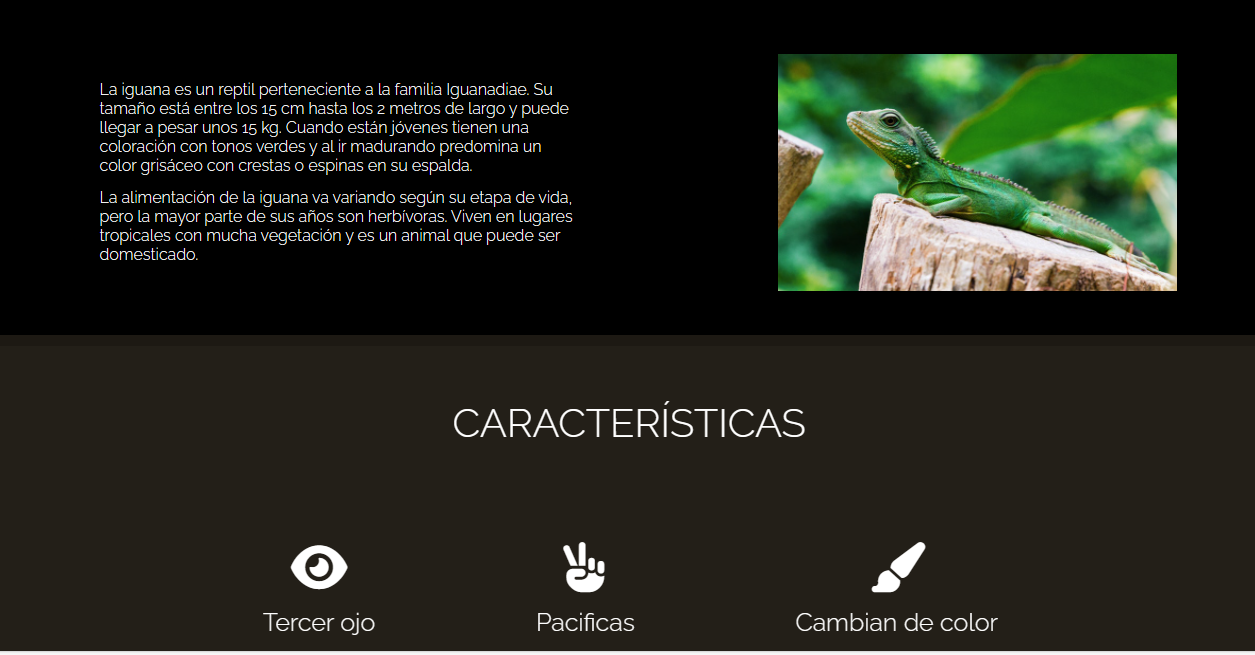 La iguana es un reptil perteneciente a la familia Iguanadiae. Su
tamaño está entre los 15 cm hasta los 2 metros de largo y puede
llegar a pesar unos 15 kg. Cuando están jóvenes tienen una
coloración con tonos verdes y al ir madurando predomina un
color grisáceo con crestas o espinas en su espalda.
La alimentación de la iguana va variando según su etapa de vida,
pero la mayor parte de sus años son herbívoras. Viven en lugares
tropicales con mucha vegetación y es un animal que puede ser
domesticado.
CARACTERÍSTICAS
Tercer ojo
Pacificas
Cambian de color